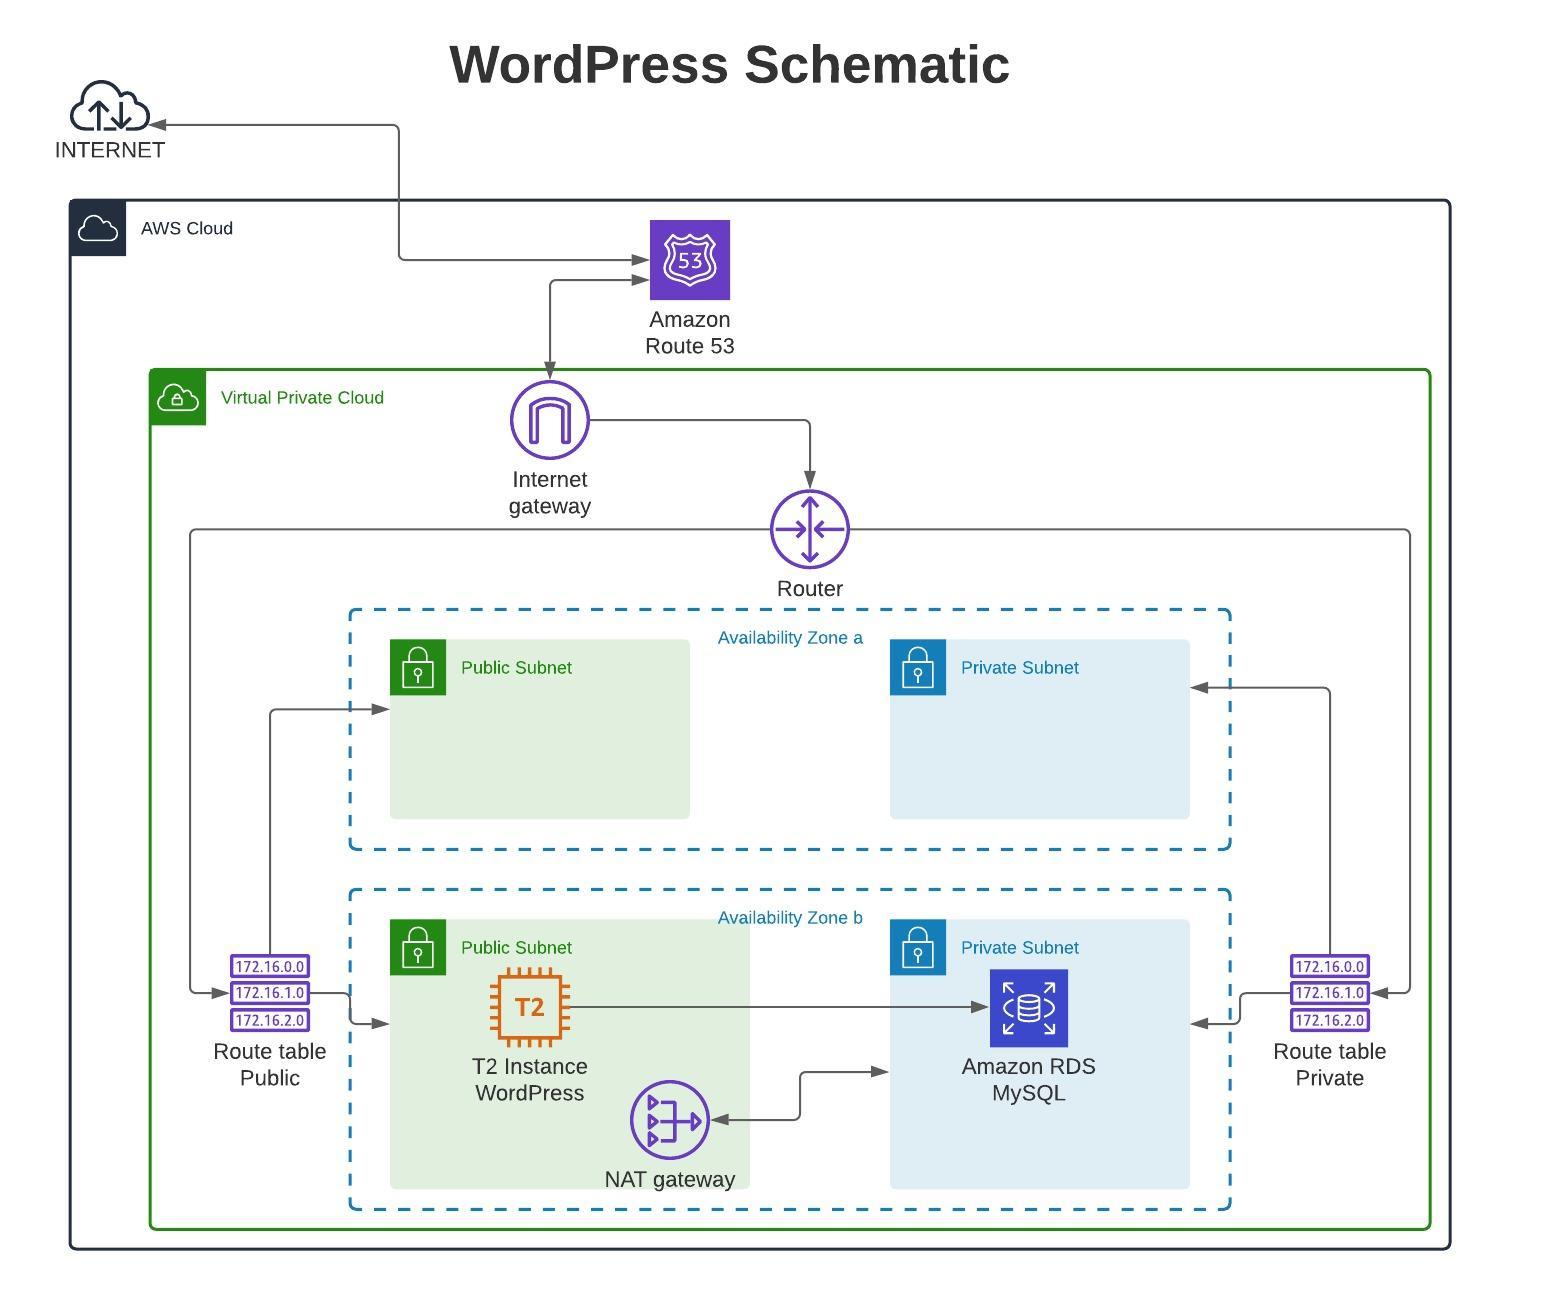 WordPress Schematic
INTERNET
AWS Cloud
53
Amazon
Route 53
Virtual Private Cloud
Internet
gateway
Router
Availability Zone a
Public Subnet
Private Subnet
Availability Zone b
Public Subnet
Private Subnet
172.16.0.0
172.16.1.0
172.16.2.0
Route table
Public
T2
T2 Instance
WordPress
Amazon RDS
MySQL
172.16.0.0
172.16.1.0
172.16.2.0
Route table
Private
NAT gateway